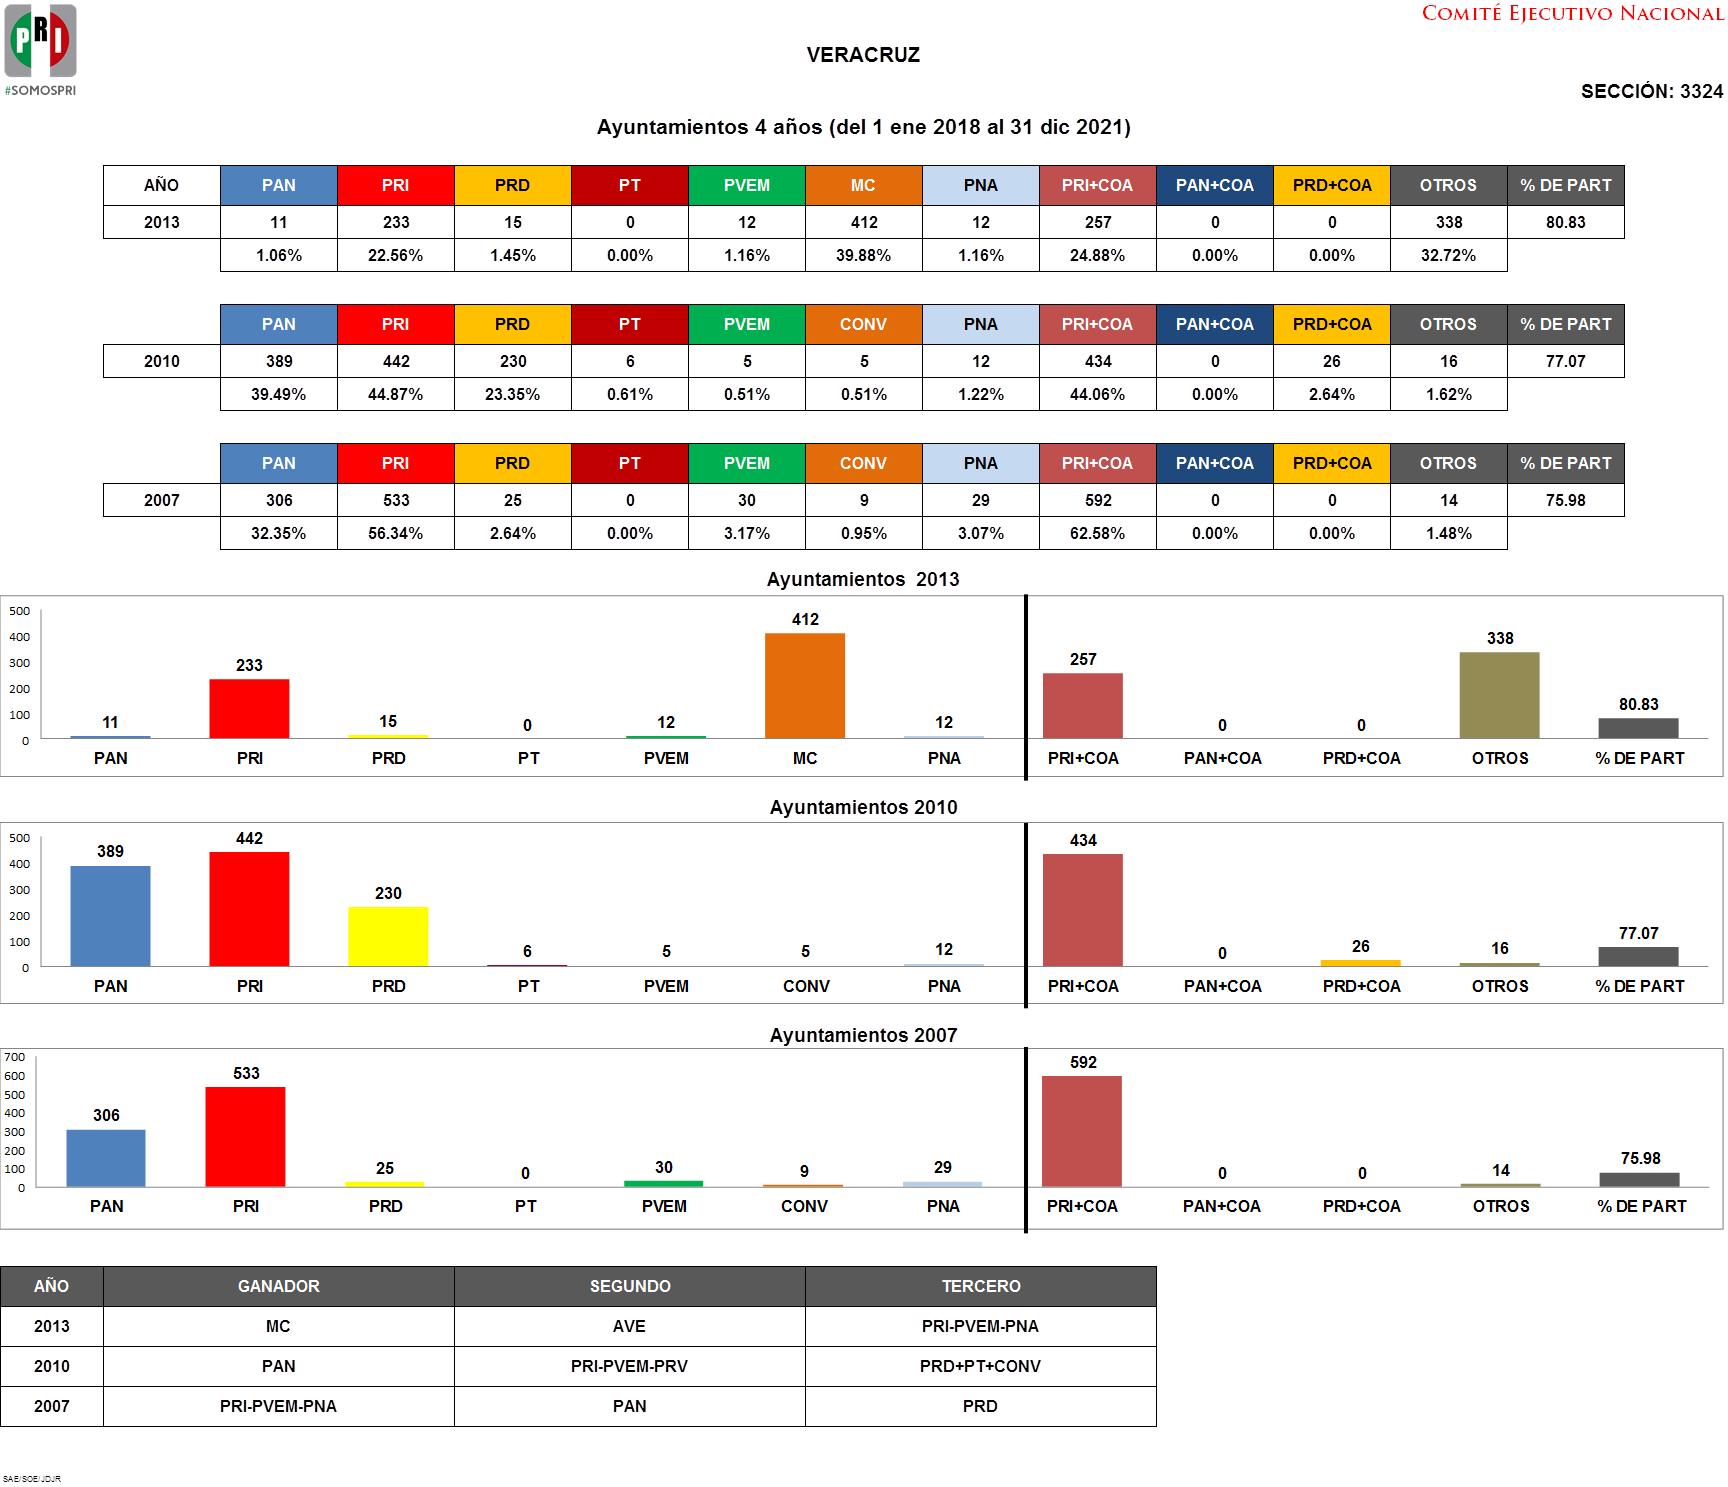 PRI
#SOMOSPRI
COMITÉ EJECUTIVO NACIONAL
VERACRUZ
SECCIÓN: 3324
Ayuntamientos 4 años (del 1 ene 2018 al 31 dic 2021)
AÑO PAN PRI PRD PT PVEM MC PNA PRI+COA PAN+COA PRD+COA OTROS % DE PART
2013 11 233 15 0 12 412 12 257 0 0 338 80.83
1.06% 22.56% 1.45% 0.00% 1.16% 39.88% 1.16% 24.88% 0.00% 0.00% 32.72%
PAN PRI PRD PT PVEM CONV PNA PRI+COA PAN+COA PRD+COA OTROS % DE PART
2010 389 442 230 6 5 5 12 434 0 26 16 77.07
39.49% 44.87% 23.35% 0.61% 0.51% 0.51% 1.22% 44.06% 0.00% 2.64% 1.62%
PAN PRI PRD PT PVEM CONV PNA PRI+COA PAN+COA PRD+COA OTROS % DE PART
2007 306 533 25 0 30 9 29 592 0 0 14 75.98
32.35% 56.34% 2.64% 0.00% 3.17% 0.95% 3.07% 62.58% 0.00% 0.00% 1.48%
Ayuntamientos 2013
500
400
300
200
100
0
11 233 15 0 12 412 12 257 0 0 338 80.83
PAN PRI PRD PT PVEM MC PNA PRI+COA PAN+COA PRD+COA OTROS % DE PART
Ayuntamientos 2010
500
400
300
200
100
0
389 442 230 6 5 5 12 434 0 26 16 77.07
PAN PRI PRD PT PVEM CONV PNA PRI+COA PAN+COA PRD+COA OTROS % DE PART
Ayuntamientos 2007
700
600
500
400
300
200
100
0
306 533 25 0 30 9 29 592 0 0 14 75.98
PAN PRI PRD PT PVEM CONV PNA PRI+COA PAN+COA PRD+COA OTROS % DE PART
AÑO GANADOR SEGUNDO TERCERO
2013 MC AVE PRI-PVEM-PNA
2010 PAN PRI-PVEM-PRV PRD+PT+CONV
2007 PRI-PVEM-PNA PAN PRD
SAE/SOE/JDJR